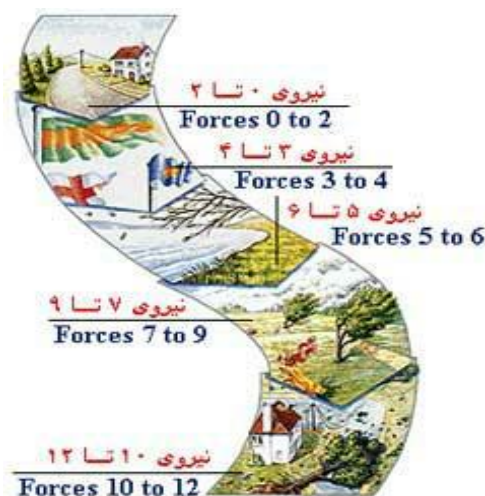 نیروی ۰ تا ۲
Forces 0 to 2
نیروی ۳ تا ۴
Forces 3 to 4
نیروی ۵ تا ۶
Forces 5 to 6
نیروی ۷ تا ۹
Forces 7 to 9
نیروی ۱۰ تا ۱۲
Forces 10 to 12